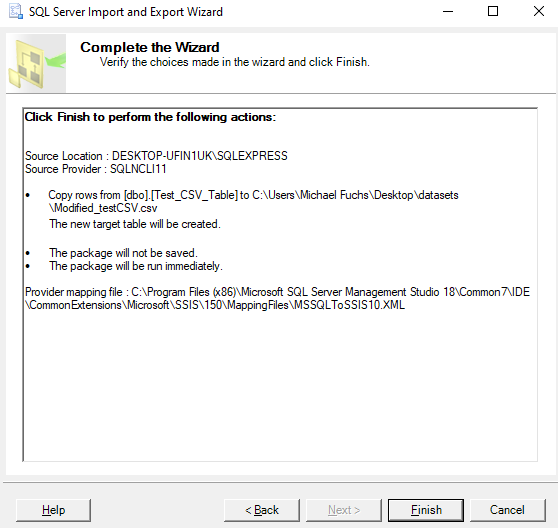 SQL Server Import and Export Wizard
Complete the Wizard
Verify the choices made in the wizard and click Finish.
Click Finish to perform the following actions:
Source Location : DESKTOP-UFIN1UK\SQLEXPRESS
Source Provider : SQLNCLI11
• Copy rows from [dbo].[Test_CSV_Table] to C:\Users\Michael Fuchs\Desktop\datasets
\Modified_testCSV.csv
The new target table will be created.
• The package will not be saved.
• The package will be run immediately.
Provider mapping file : C:\Program Files (x86)\Microsoft SQL Server Management Studio 18\Common7\IDE
\CommonExtensions\Microsoft\SSIS\150\MappingFiles\MSSQLToSSIS10.XML
Help
< Back
Next >
Finish
Cancel